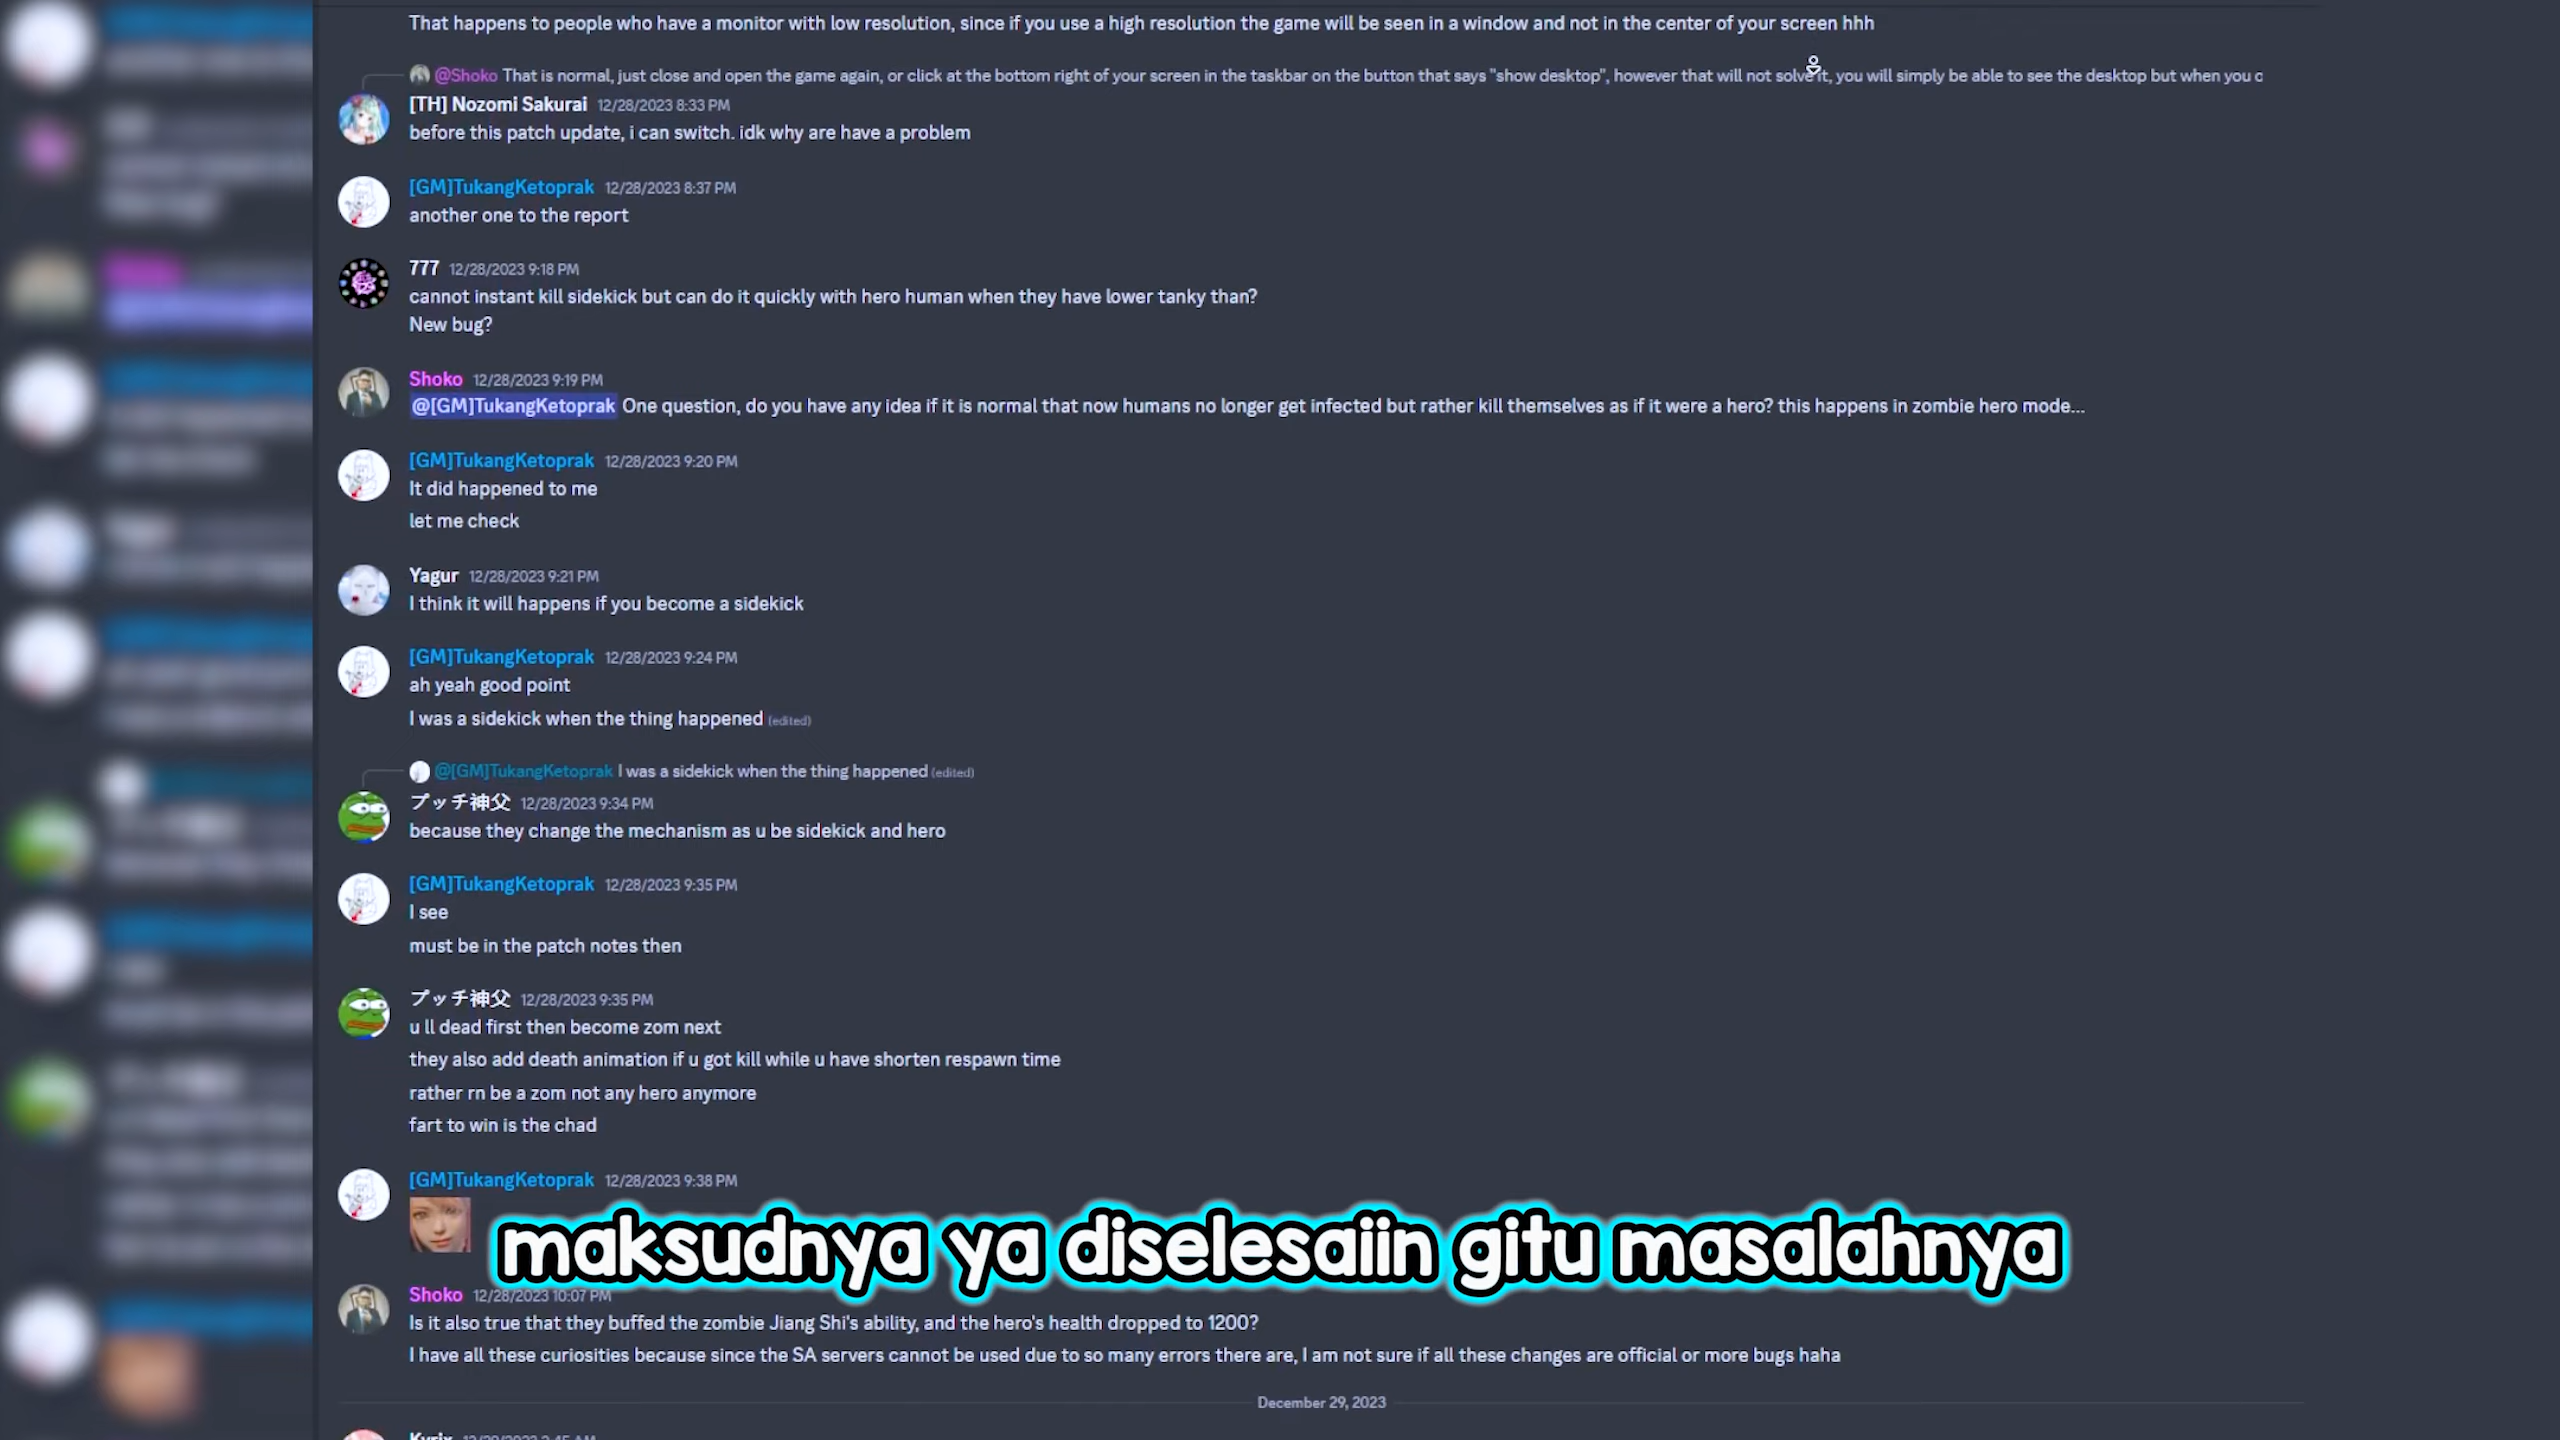 That happens to people who have a monitor with low resolution, since if you use a high resolution the game will be seen in a window and not in the center of your screen hhh
@Shoko That is normal, just close and open the game again, or click at the bottom right of your screen in the taskbar on the button that says "show desktop", however that will not solve it, you will simply be able to see the desktop but when you c
[TH] Nozomi Sakurai 12/28/2023 8:33 PM
before this patch update, i can switch. idk why are have a problem
[GM]TukangKetoprak 12/28/2023 8:37 PM
another one to the report
777 12/28/2023 9:18 PM
cannot instant kill sidekick but can do it quickly with hero human when they have lower tanky than?
New bug?
Shoko 12/28/2023 9:19 PM
@[GM]TukangKetoprak One question, do you have any idea if it is normal that now humans no longer get infected but rather kill themselves as if it were a hero? this happens in zombie hero mode...
[GM]TukangKetoprak 12/28/2023 9:20 PM
It did happened to me
let me check
Yagur 12/28/2023 9:21 PM
I think it will happens if you become a sidekick
[GM]TukangKetoprak 12/28/2023 9:24 PM
ah yeah good point
I was a sidekick when the thing happened (edited)
@[GM]TukangKetoprak I was a sidekick when the thing happened (edited)
プッチ神父 12/28/2023 9:34 PM
because they change the mechanism as u be sidekick and hero
[GM]TukangKetoprak 12/28/2023 9:35 PM
I see
must be in the patch notes then
プッチ神父 12/28/2023 9:35 PM
u ll dead first then become zom next
they also add death animation if u got kill while u have shorten respawn time
rather rn be a zom not any hero anymore
fart to win is the chad
[GM]TukangKetoprak 12/28/2023 9:38 PM
maksudnya ya diselesaiin gitu masalahnya
Shoko 12/28/2023 10:07 PM
Is it also true that they buffed the zombie Jiang Shi's ability, and the hero's health dropped to 1200?
I have all these curiosities because since the SA servers cannot be used due to so many errors there are, I am not sure if all these changes are official or more bugs haha
December 29, 2023